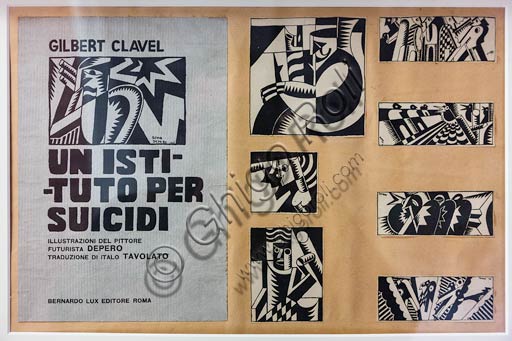 GILBERT CLAVEL
UN ISTI-
-TUTO PER
SUICIDI
ILLUSTRAZIONI DEL PITTORE
FUTURISTA DEPERO
TRADUZIONE DI ITALO TAVOLATO
BERNARDO LUX EDITORE ROMA
© Ghigo Roli
www.ghigoroli.com